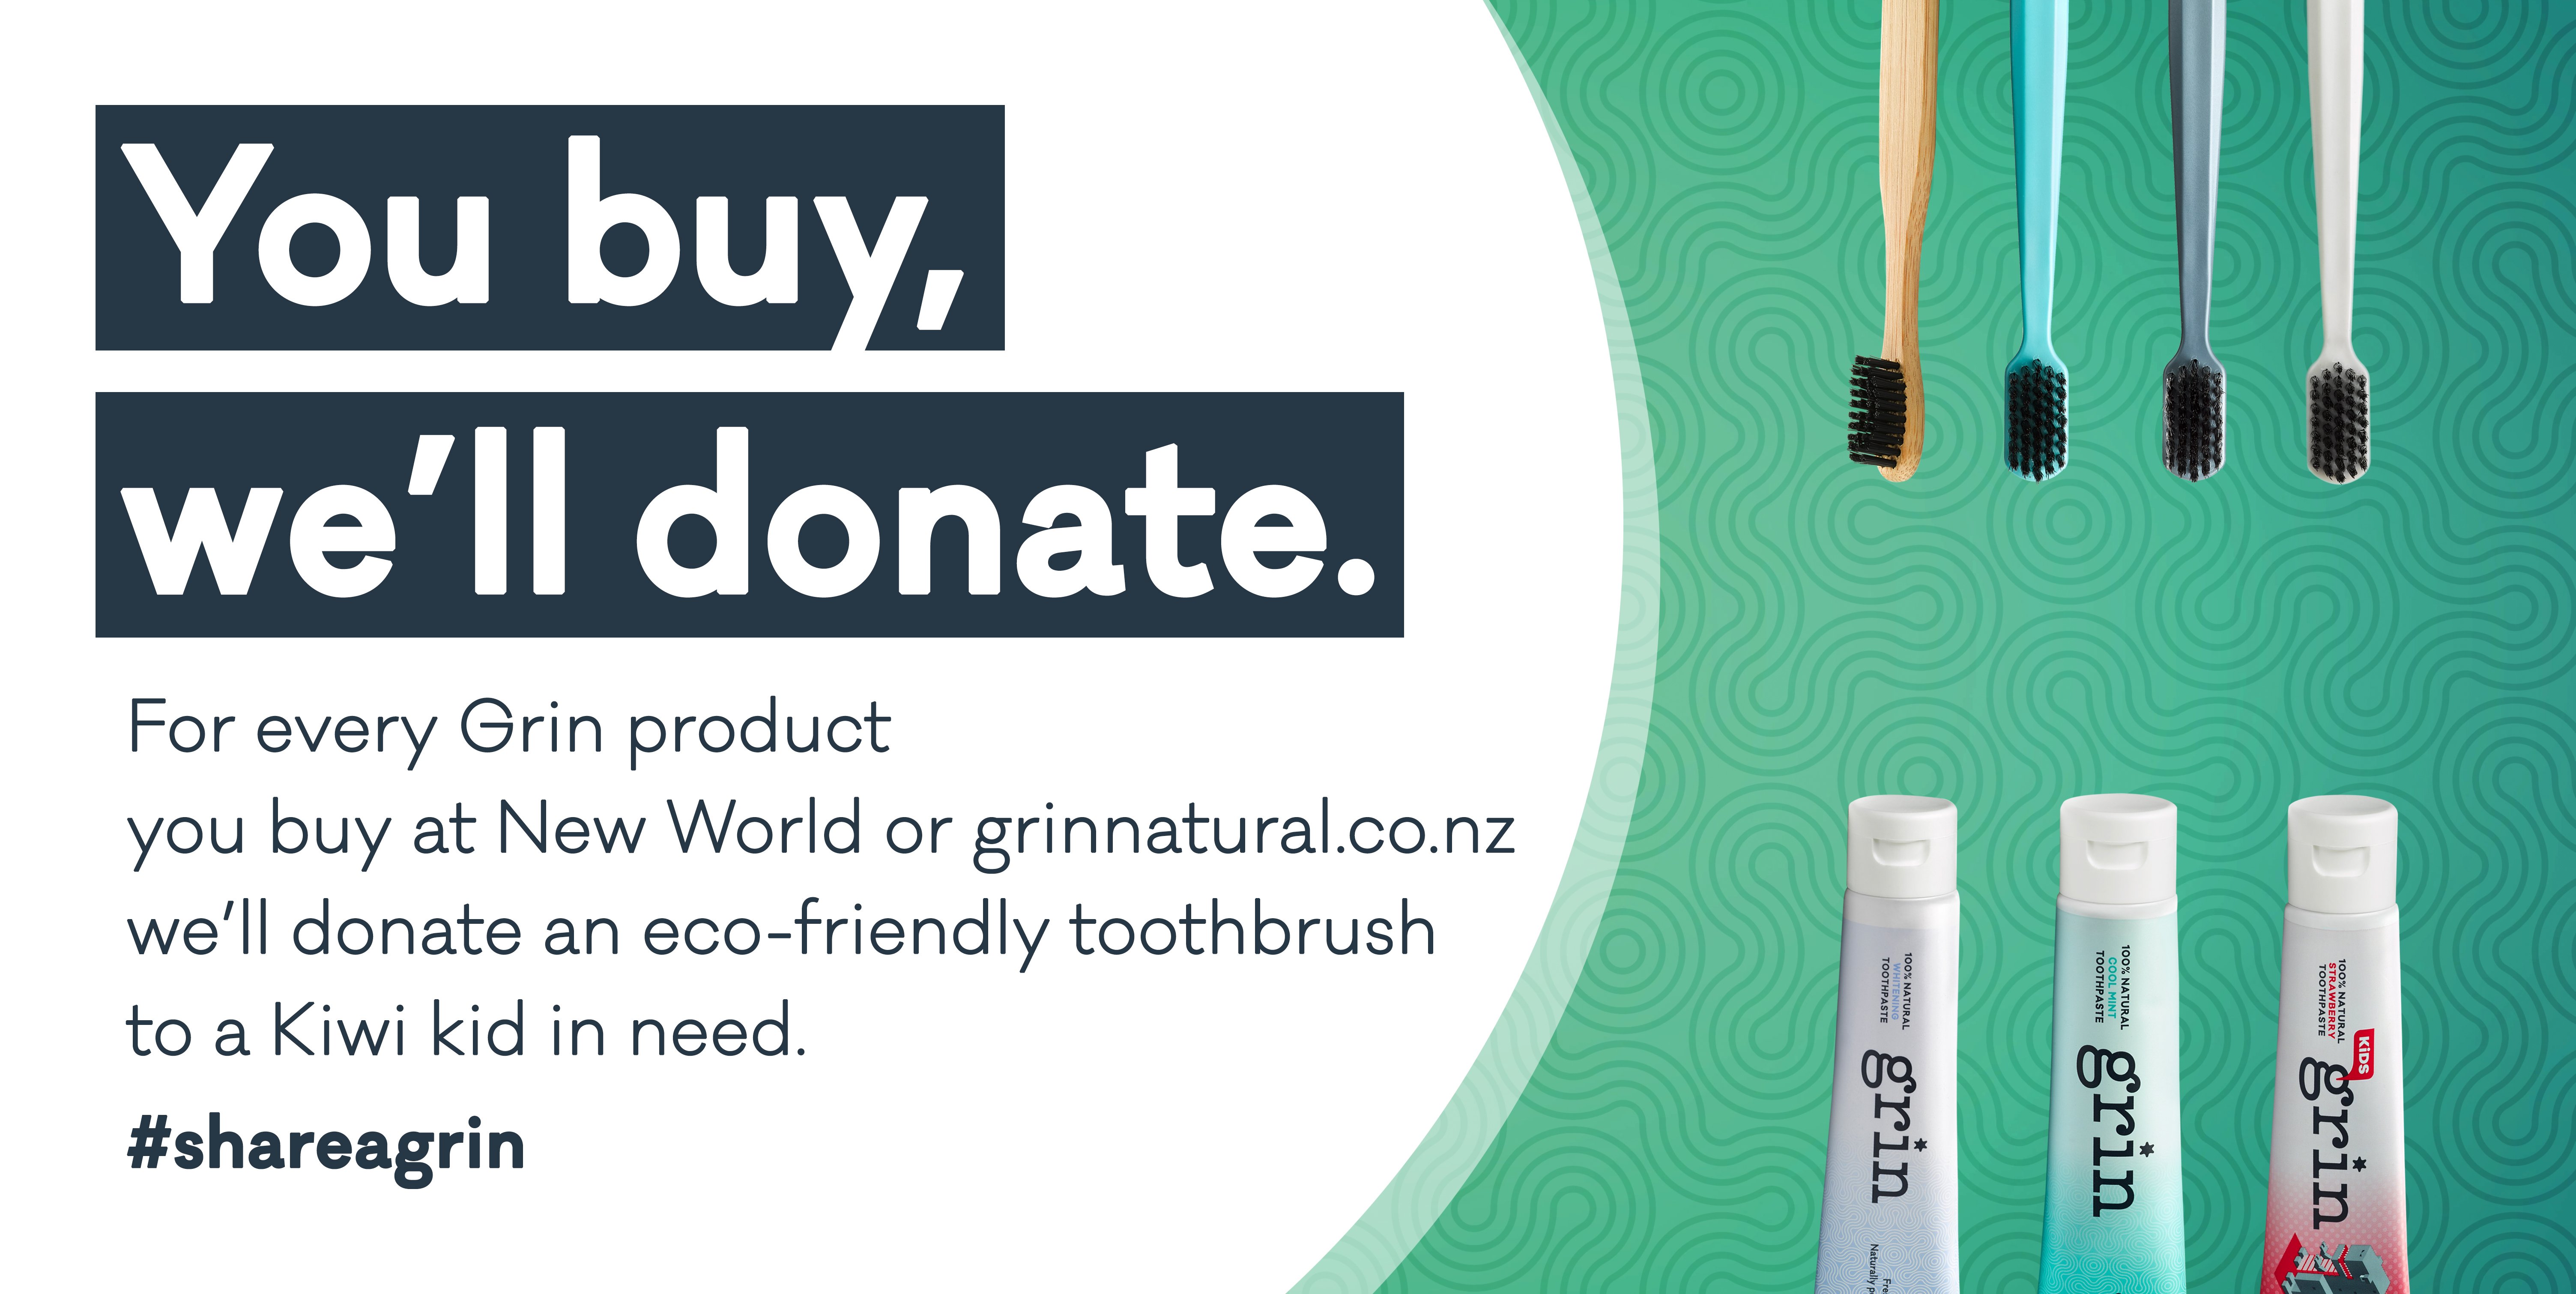 You buy,
we'll donate.
For every Grin product
you buy at New World or grinnatural.co.nz
we'll donate an eco-friendly toothbrush
to a Kiwi kid in need.
#shareagrin
100% NATURAL
WHITENING
TOOTHPASTE
grin
Naturally
100% NATURAL
COOL MINT
TOOTHPASTE
grin
100% NATURAL
STRAWBERRY
TOOTHPASTE
KiDS
grin